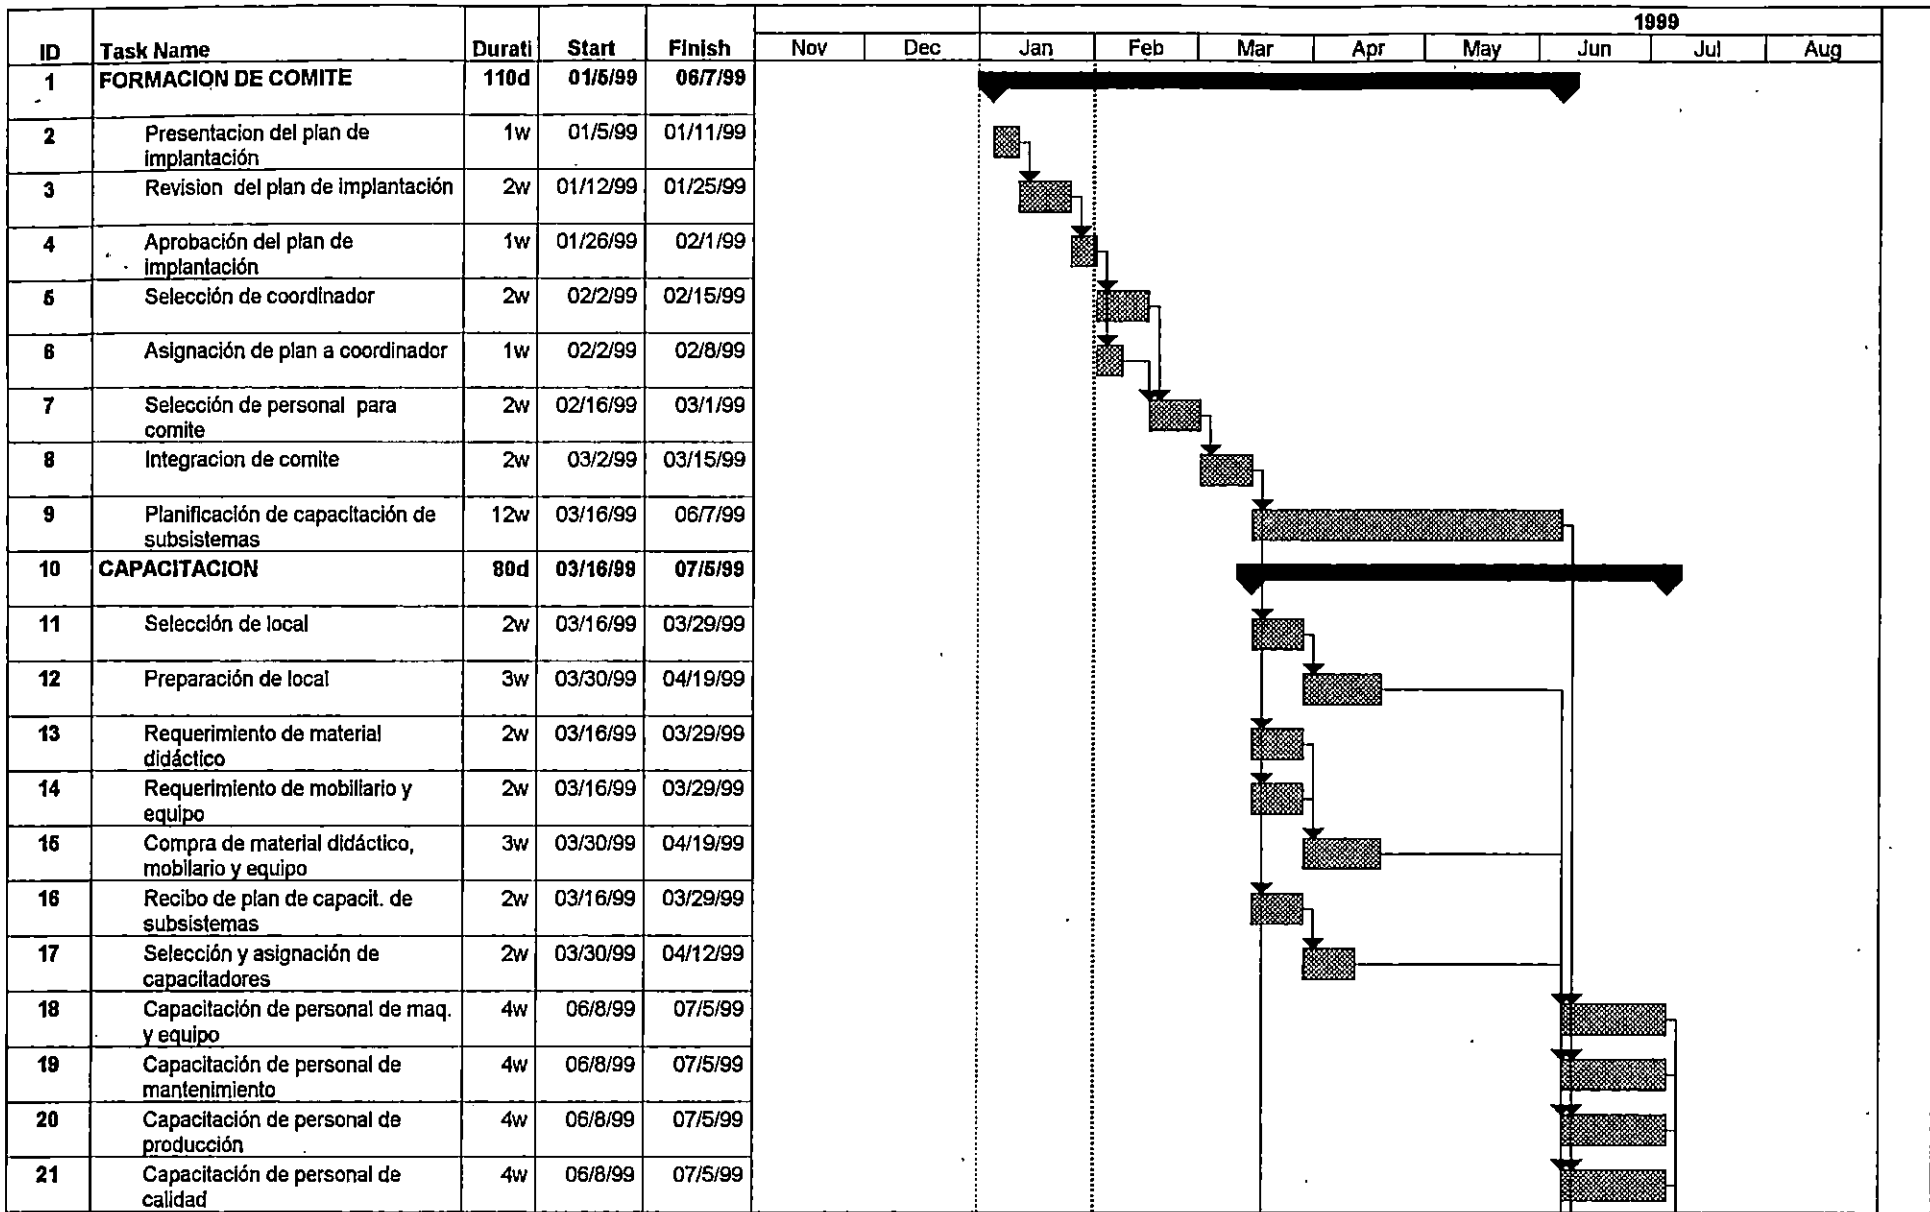 1999
ID Task Name Durati Start Finish Nov Dec Jan Feb Mar Apr May Jun Jul Aug
1 FORMACION DE COMITE 110d 01/5/99 06/7/99
2 Presentacion del plan de 1w 01/5/99 01/11/99
implantación
3 Revision del plan de implantación 2w 01/12/99 01/25/99
4 Aprobación del plan de 1w 01/26/99 02/1/99
implantación
5 Selección de coordinador 2w 02/2/99 02/15/99
6 Asignación de plan a coordinador 1w 02/2/99 02/8/99
7 Selección de personal para 2w 02/16/99 03/1/99
comite
8 Integracion de comite 2w 03/2/99 03/15/99
9 Planificación de capacitación de 12w 03/16/99 06/7/99
subsistemas
10 CAPACITACION 80d 03/16/99 07/5/99
11 Selección de local 2w 03/16/99 03/29/99
12 Preparación de local 3w 03/30/99 04/19/99
13 Requerimiento de material 2w 03/16/99 03/29/99
didáctico
14 Requerimiento de mobiliario y 2w 03/16/99 03/29/99
equipo
15 Compra de material didáctico, 3w 03/30/99 04/19/99
mobilario y equipo
16 Recibo de plan de capacit. de 2w 03/16/99 03/29/99
subsistemas
17 Selección y asignación de 2w 03/30/99 04/12/99
capacitadores
18 Capacitación de personal de maq. 4w 06/8/99 07/5/99
y equipo
19 Capacitación de personal de 4w 06/8/99 07/5/99
mantenimiento
20 Capacitación de personal de 4w 06/8/99 07/5/99
producción
21 Capacitación de personal de 4w 06/8/99 07/5/99
calidad